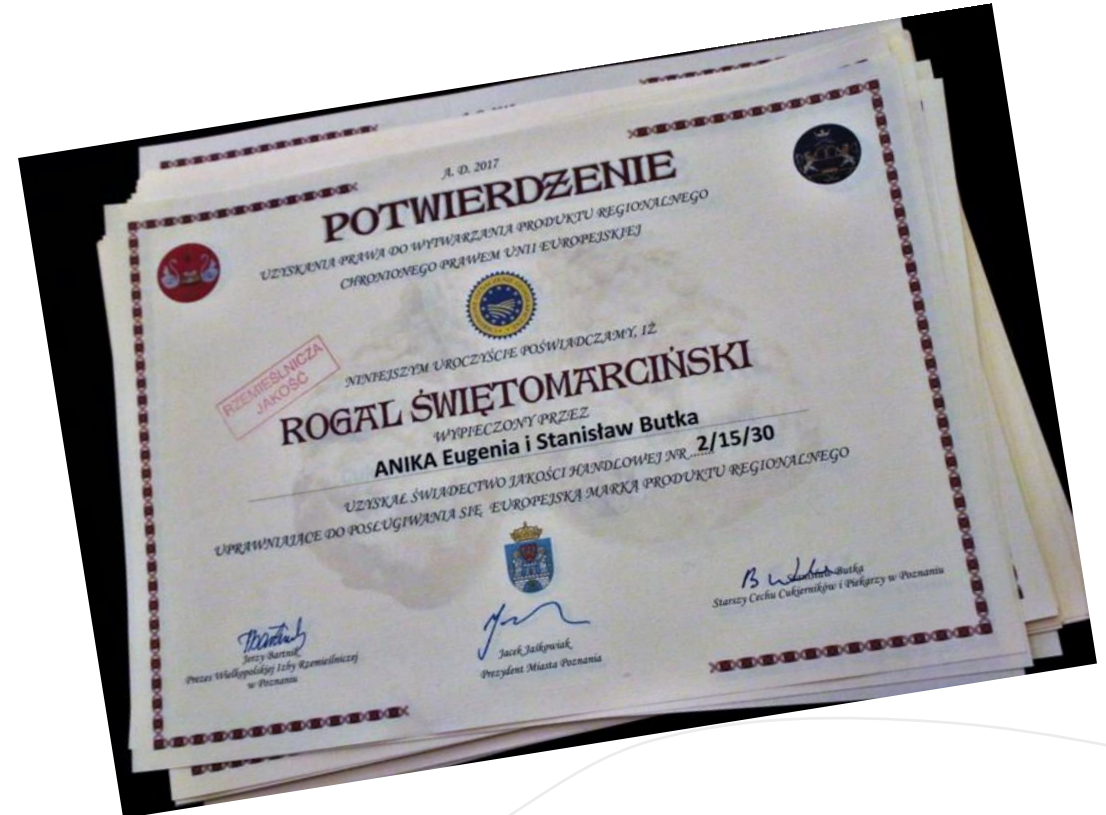 A. D. 2017
POTWIERDZENIE
UZYSKANIA PRAWA DO WYTWARZANIA PRODUKTU REGIONALNEGO
CHRONIONEGO PRAWEM UNII EUROPEJSKIEJ
NINIEJSZYM UROCZYŚCIE POŚWIADCZAMY, IŻ
RZEMIEŚLNICZA
JAKOŚĆ
ROGAL ŚWIĘTOMARCIŃSKI
WYPIECZONY PRZEZ
ANIKA Eugenia i Stanisław Butka
UZYSKAŁ ŚWIADECTWO JAKOŚCI HANDLOWEJ NR 2/15/30
UPRAWNIAJĄCE DO POSŁUGIWANIA SIĘ EUROPEJSKĄ MARKĄ PRODUKTU REGIONALNEGO
Jerzy Bartnik
Prezes Wielkopolskiej Izby Rzemieślniczej
w Poznaniu
Jacek Jaśkowiak
Prezydent Miasta Poznania
Butka
Starszy Cechu Cukierników i Piekarzy w Poznaniu